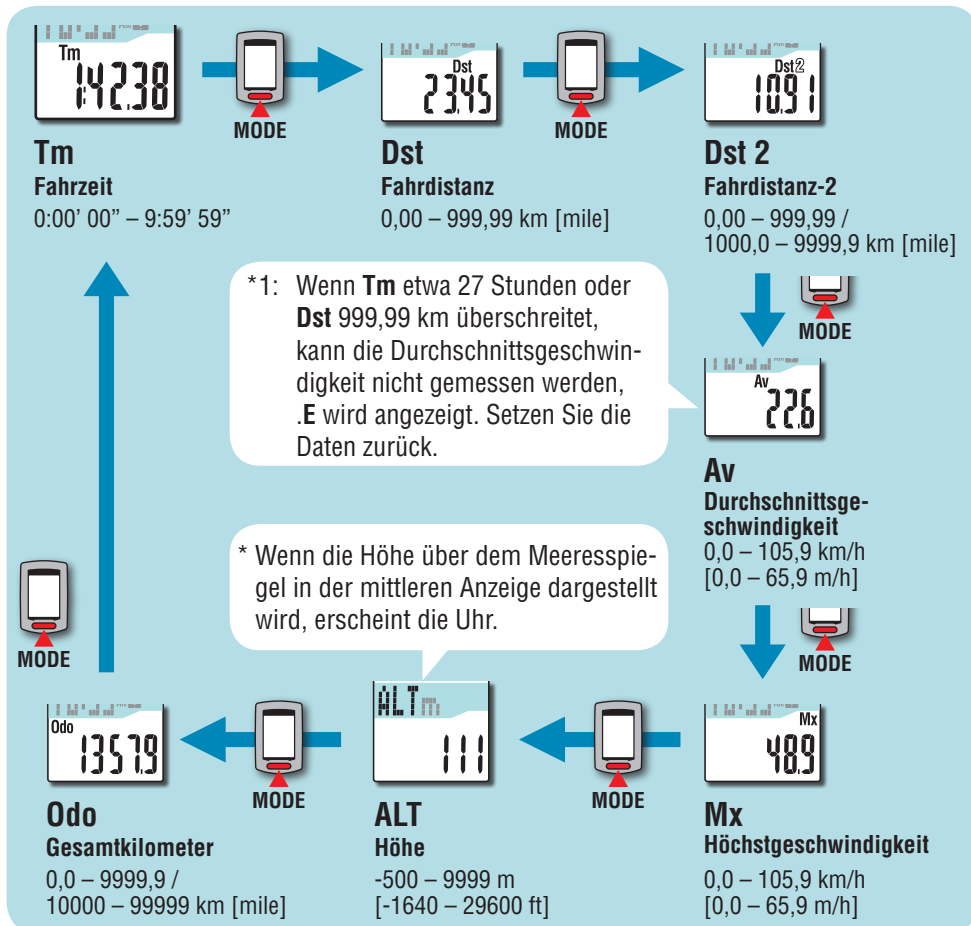 Tm
1:42.38
MODE
Dst
23.45
MODE
Dst2
10.91
Tm
Fahrzeit
0:00' 00” – 9:59' 59”
Dst
Fahrdistanz
0,00 – 999,99 km [mile]
Dst 2
Fahrdistanz-2
0,00 – 999,99 /
1000,0 – 9999,9 km [mile]
MODE
*1: Wenn Tm etwa 27 Stunden oder
Dst 999,99 km überschreitet,
kann die Durchschnittsgeschwin-
digkeit nicht gemessen werden,
.E wird angezeigt. Setzen Sie die
Daten zurück.
Av
22.6
Av
Durchschnittsge-
schwindigkeit
0,0 – 105,9 km/h
[0,0 – 65,9 m/h]
* Wenn die Höhe über dem Meeresspie-
gel in der mittleren Anzeige dargestellt
wird, erscheint die Uhr.
MODE
MODE
Odo
1357.9
MODE
ALTm
111
MODE
Mx
48.9
Odo
Gesamtkilometer
0,0 – 9999,9 /
10000 – 99999 km [mile]
ALT
Höhe
-500 – 9999 m
[-1640 – 29600 ft]
Mx
Höchstgeschwindigkeit
0,0 – 105,9 km/h
[0,0 – 65,9 m/h]